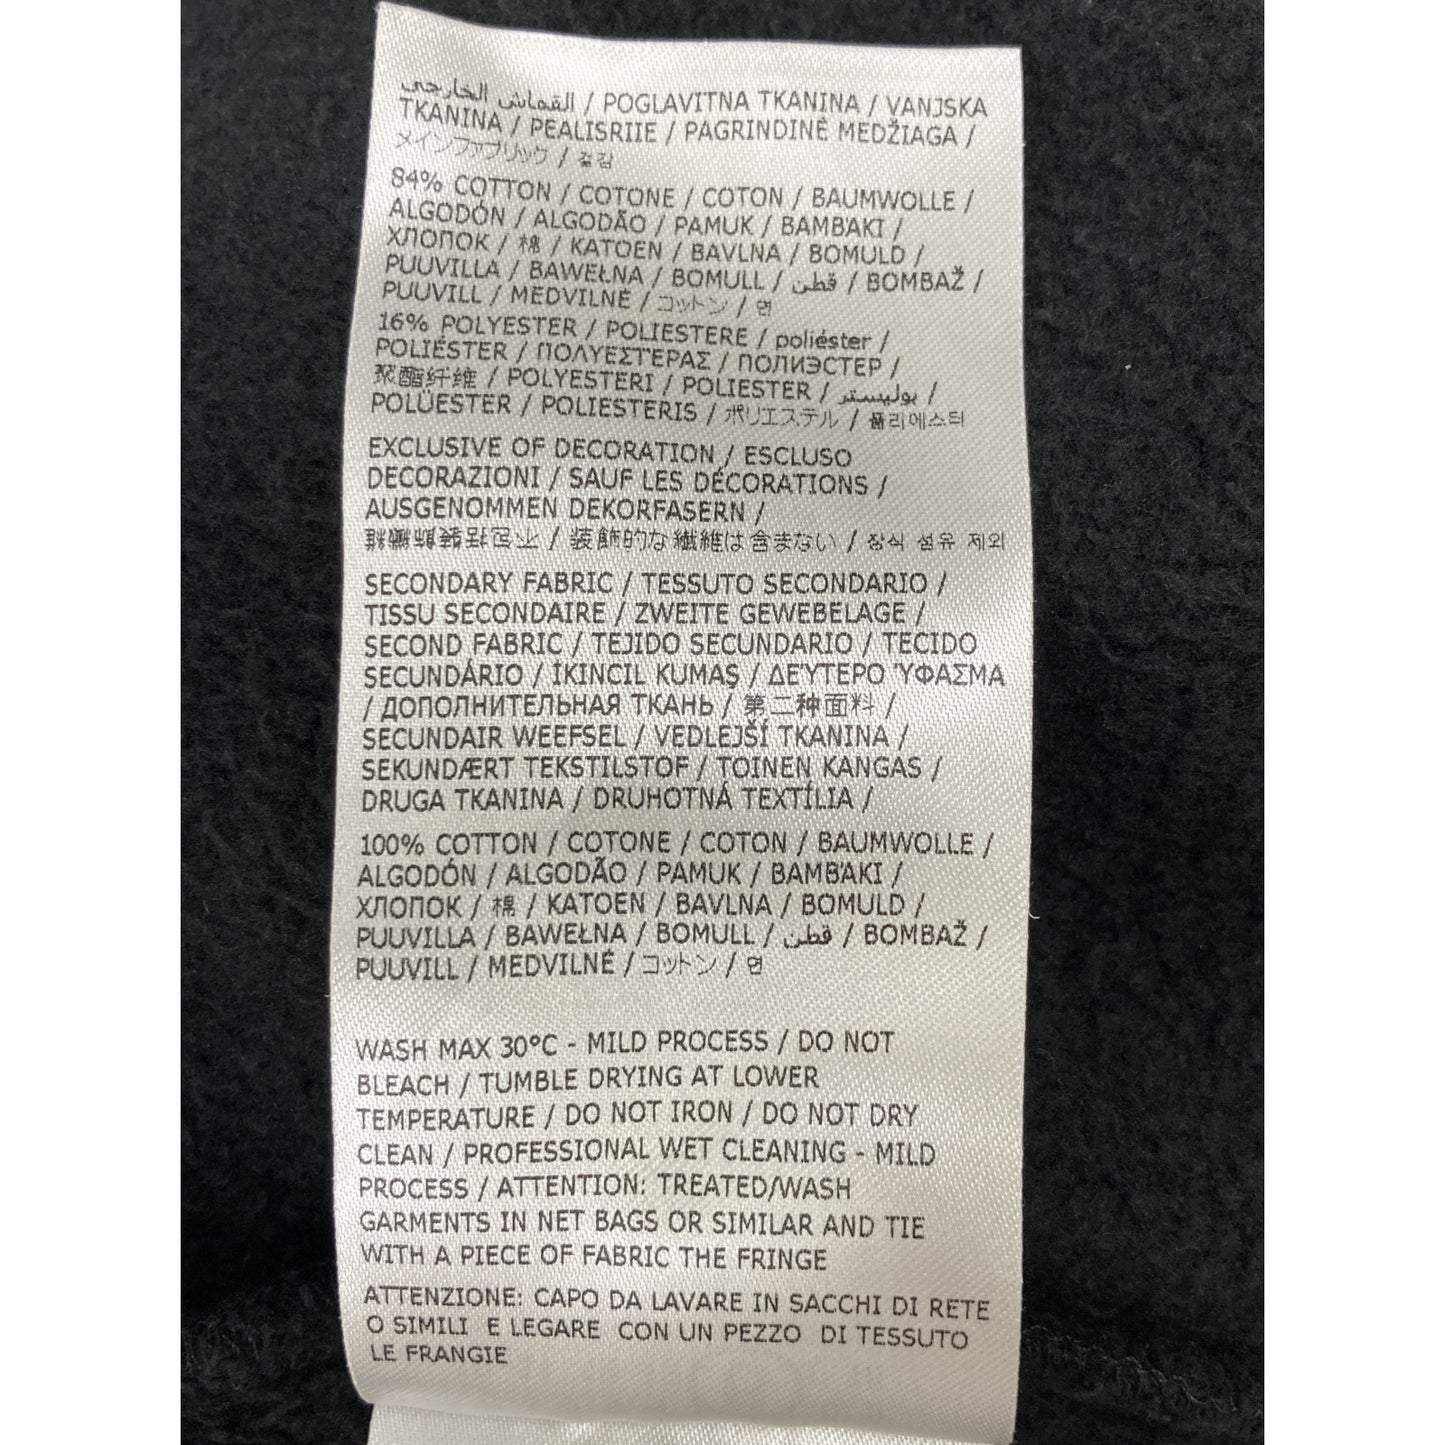 القماش الخارجي / POGLAVITNA TKANINA / VANJSKA
TKANINA / PEALISRIIE / PAGRINDINĖ MEDŽIAGA /
メインファブリック / 겉감
84% COTTON / COTONE / COTON / BAUMWOLLE /
ALGODÓN / ALGODÃO / PAMUK / BAMBΆKI /
ХЛОПОК / 棉 / KATOEN / BAVLNA / BOMULD /
PUUVILLA / BAWEŁNA / BOMULL / قطن / BOMBAŽ /
PUUVILL / MEDVILNĖ / コットン / 면
16% POLYESTER / POLIESTERE / poliéster /
POLIÉSTER / ΠΟΛΥΕΣΤΕΡΑΣ / ПОЛИЭСТЕР /
聚酯纤维 / POLYESTERI / POLIESTER / بوليستر /
POLÜESTER / POLIESTERIS / ポリエステル / 폴리에스터
EXCLUSIVE OF DECORATION / ESCLUSO
DECORAZIONI / SAUF LES DÉCORATIONS /
AUSGENOMMEN DEKORFASERN /
/ 装飾的な繊維は含まない / 장식 섬유 제외
SECONDARY FABRIC / TESSUTO SECONDARIO /
TISSU SECONDAIRE / ZWEITE GEWEBELAGE /
SECOND FABRIC / TEJIDO SECUNDARIO / TECIDO
SECUNDÁRIO / İKINCIL KUMAŞ / ΔΕΎΤΕΡΟ ΎΦΑΣΜΑ
/ ДОПОЛНИТЕЛЬНАЯ ТКАНЬ / 第二种面料 /
SECUNDAIR WEEFSEL / VEDLEJŠÍ TKANINA /
SEKUNDÆRT TEKSTILSTOF / TOINEN KANGAS /
DRUGA TKANINA / DRUHOTNÁ TEXTÍLIA /
100% COTTON / COTONE / COTON / BAUMWOLLE /
ALGODÓN / ALGODÃO / PAMUK / BAMBΆKI /
ХЛОПОК / 棉 / KATOEN / BAVLNA / BOMULD /
PUUVILLA / BAWEŁNA / BOMULL / قطن / BOMBAŽ /
PUUVILL / MEDVILNĖ / コットン / 면
WASH MAX 30°C - MILD PROCESS / DO NOT
BLEACH / TUMBLE DRYING AT LOWER
TEMPERATURE / DO NOT IRON / DO NOT DRY
CLEAN / PROFESSIONAL WET CLEANING - MILD
PROCESS / ATTENTION: TREATED/WASH
GARMENTS IN NET BAGS OR SIMILAR AND TIE
WITH A PIECE OF FABRIC THE FRINGE
ATTENZIONE: CAPO DA LAVARE IN SACCHI DI RETE
O SIMILI E LEGARE CON UN PEZZO DI TESSUTO
LE FRANGIE